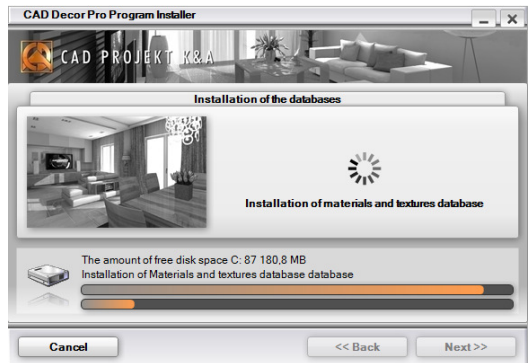 CAD Decor Pro Program Installer
CAD PROJEKT K&A
Installation of the databases
Installation of materials and textures database
The amount of free disk space C: 87 180,8 MB
Installation of Materials and textures database database
Cancel
<< Back
Next >>